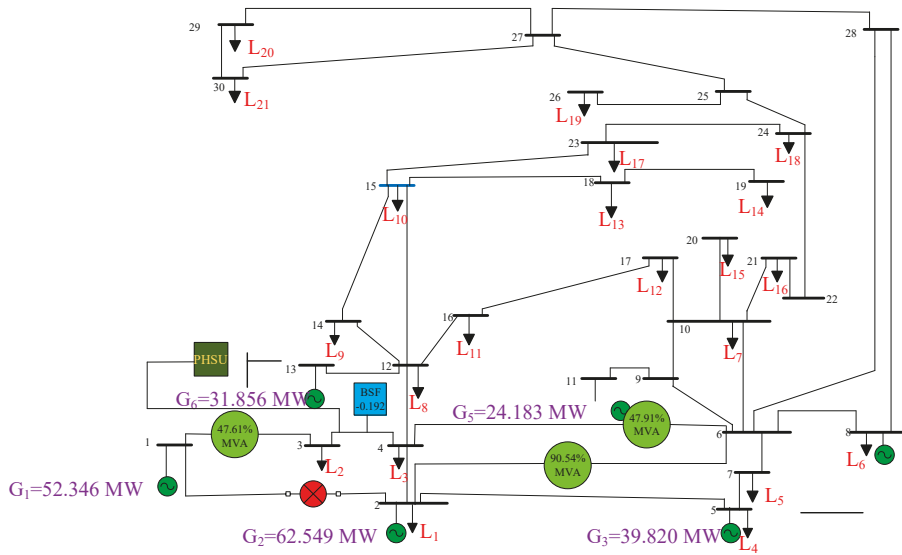 29
L20
27
28
30
L21
26
L19
25
24
L18
23
L17
15
L10
18
L13
19
L14
20
L15
17
L12
21
L16
22
14
L9
16
L11
10
L7
PHSU
13
12
L8
BSF
-0.192
11
9
G6=31.856 MW
G5=24.183 MW
1
47.61%
MVA
3
L2
4
L3
47.91%
MVA
6
8
L6
90.54%
MVA
7
L5
G1=52.346 MW
2
L1
5
L4
G2=62.549 MW
G3=39.820 MW